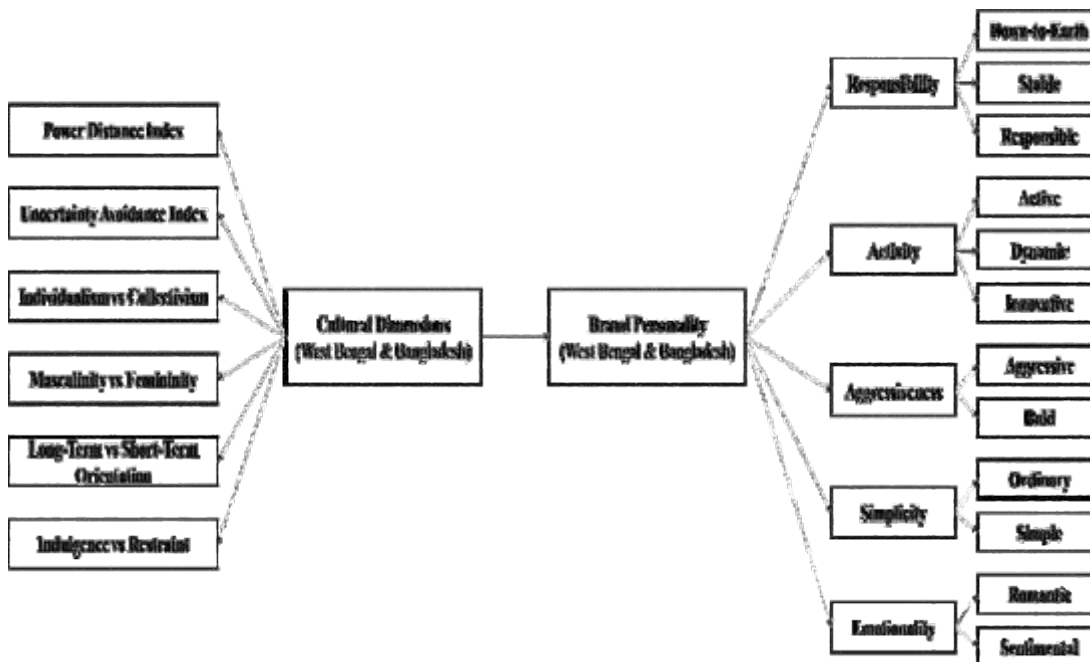 Power Distance Index
Uncertainty Avoidance Index
Individualism vs Collectivism
Masculinity vs Femininity
Long-Term vs Short-Term
Orientation
Indulgence vs Restraint
Cultural Dimensions
(West Bengal & Bangladesh)
Brand Personality
(West Bengal & Bangladesh)
Responsibility
Down-to-Earth
Stable
Responsible
Activity
Active
Dynamic
Innovative
Aggressiveness
Aggressive
Bold
Simplicity
Ordinary
Simple
Emotionality
Romantic
Sentimental